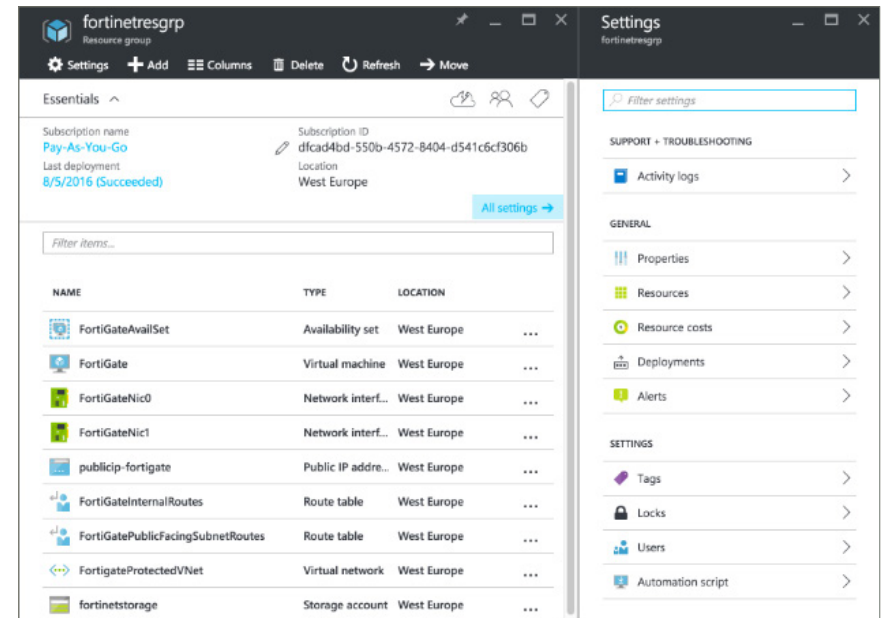 fortinetresgrp
Resource group
Settings Add Columns Delete Refresh Move
Essentials
Subscription name
Pay-As-You-Go
Last deployment
8/5/2016 (Succeeded)
Subscription ID
dfcad4bd-550b-4572-8404-d541c6cf306b
Location
West Europe
All settings →
Filter items...
NAME TYPE LOCATION
FortiGateAvailSet Availability set West Europe ...
FortiGate Virtual machine West Europe ...
FortiGateNic0 Network interf... West Europe ...
FortiGateNic1 Network interf... West Europe ...
publicip-fortigate Public IP addre... West Europe ...
FortiGateInternalRoutes Route table West Europe ...
FortiGatePublicFacingSubnetRoutes Route table West Europe ...
FortigateProtectedVNet Virtual network West Europe ...
fortinetstorage Storage account West Europe ...
Settings
fortinetresgrp
Filter settings
SUPPORT + TROUBLESHOOTING
Activity logs
GENERAL
Properties
Resources
Resource costs
Deployments
Alerts
SETTINGS
Tags
Locks
Users
Automation script